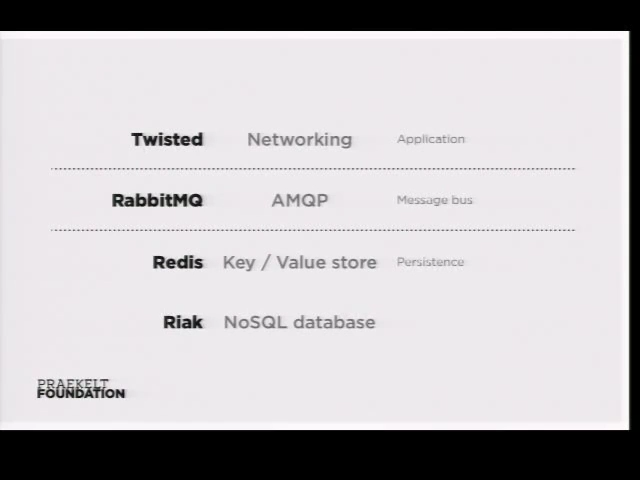 Twisted Networking Application
RabbitMQ AMQP Message bus
Redis Key / Value store Persistence
Riak NoSQL database
PRAEKELT
FOUNDATION